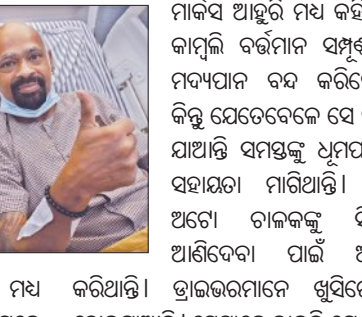 ମାର୍କସ ଆହୁରି ମଧ୍ୟ କହି
କାମ୍ବଲି ବର୍ତ୍ତମାନ ସମ୍ପୂର୍ଣ୍ଣ
ମଦ୍ୟପାନ ବନ୍ଦ କରିଦେ
କିନ୍ତୁ ଯେତେବେଳେ ସେ
ଯାଆନ୍ତି ସମସ୍ତଙ୍କୁ ଧୂମପ
ସହାୟତା ମାଗିଥାନ୍ତି।
ଅଟୋ ଚାଳକଙ୍କୁ ସି
ଆଣିଦେବା ପାଇଁ ଅ
ମଧ୍ୟ କରିଥାନ୍ତି। ଡ୍ରାଇଭରମାନେ ଖୁସିରେ